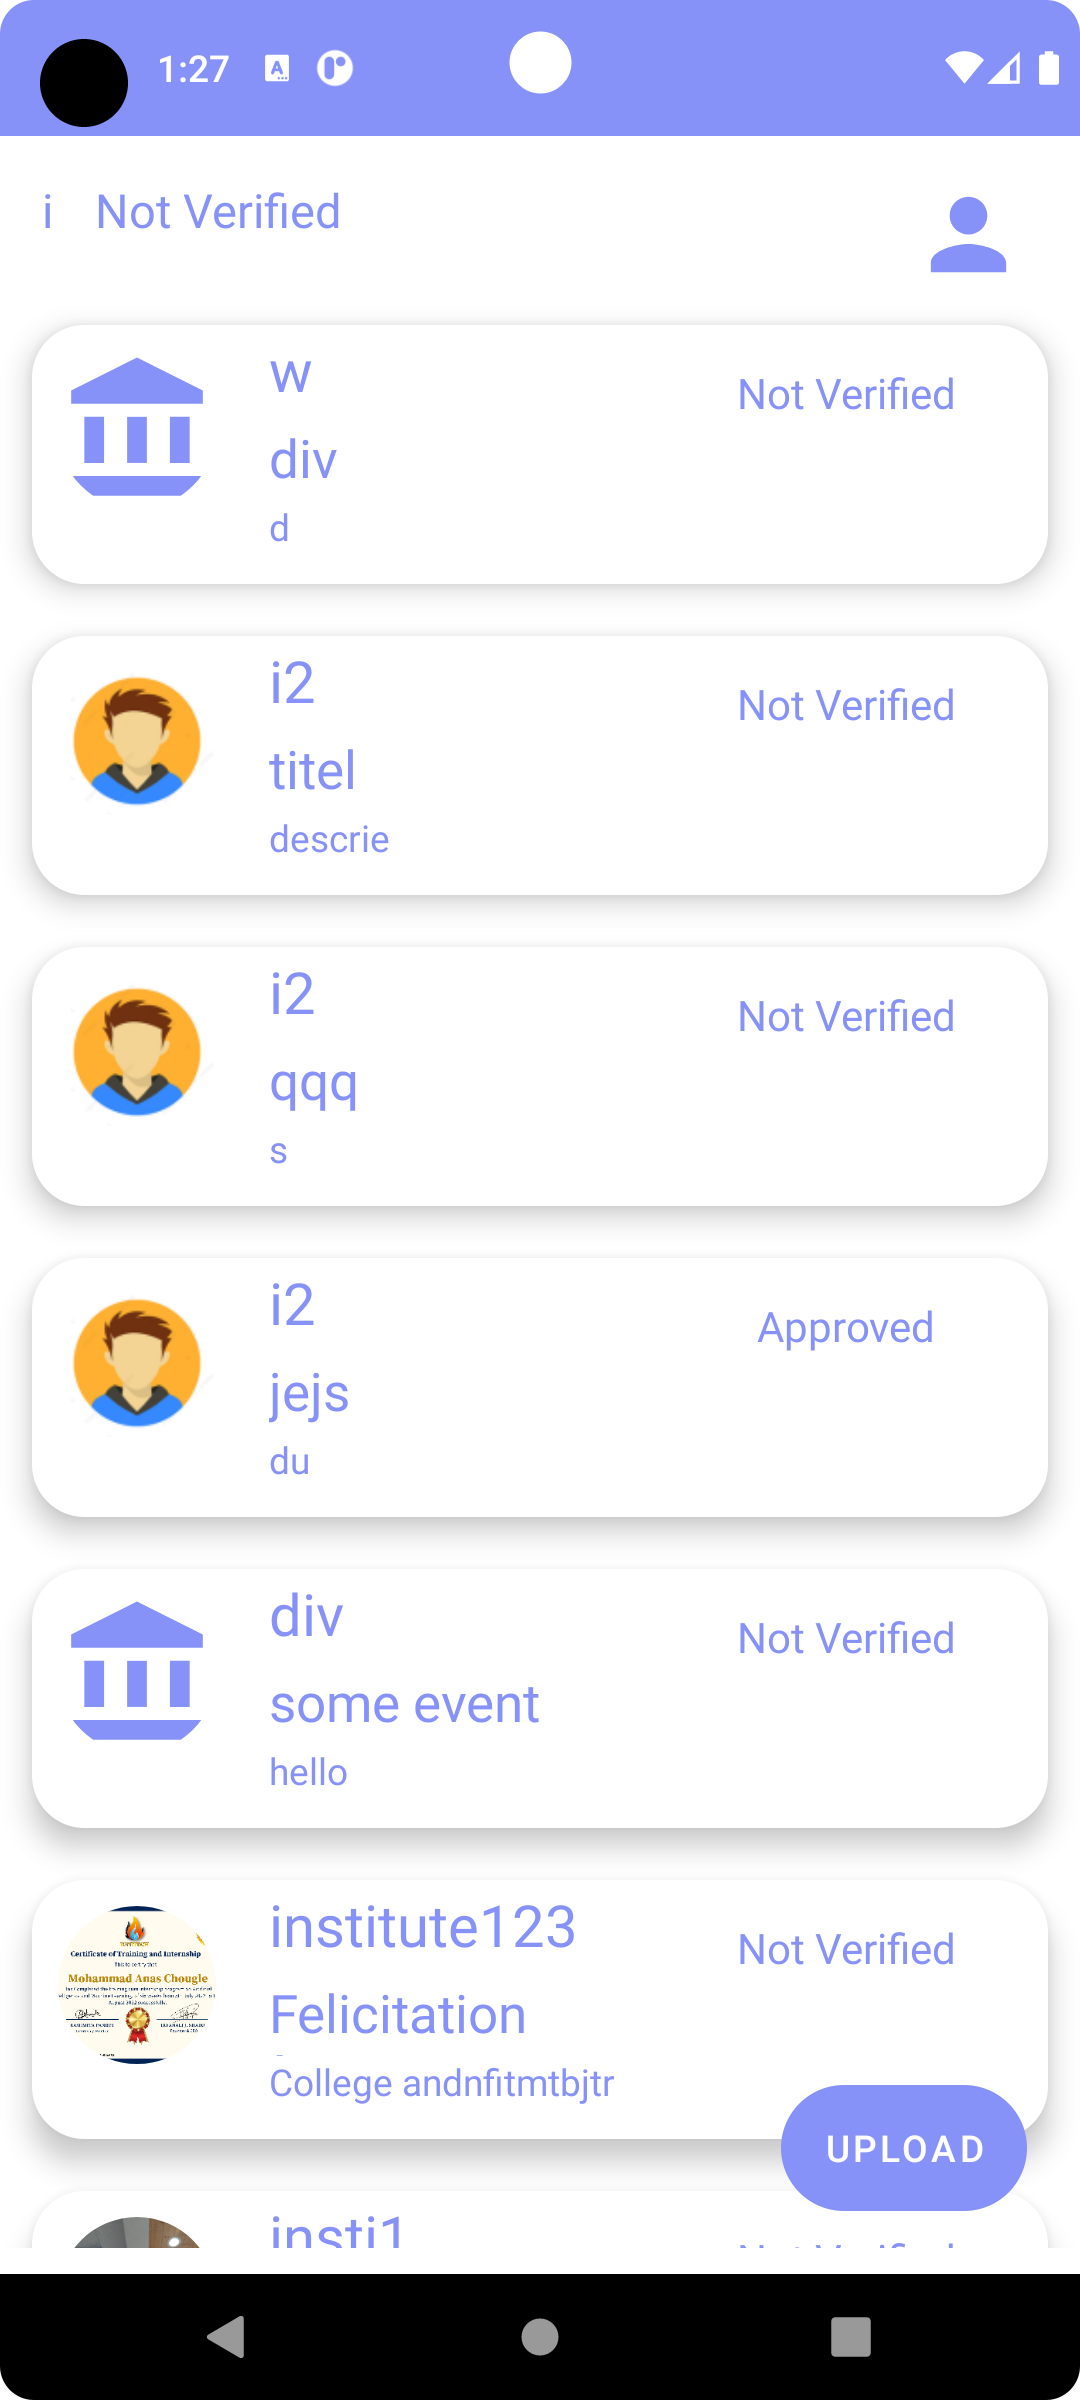 1:27
i Not Verified
w
Not Verified
div
d
i2
Not Verified
titel
descrie
i2
Not Verified
qqq
s
i2
Approved
jejs
du
div
Not Verified
some event
hello
institute123
Not Verified
Certificate of Training and Internship
Mohammad Anas Chougle
Felicitation
College andnfitmtbjtr
UPLOAD
insti1
Not Verified